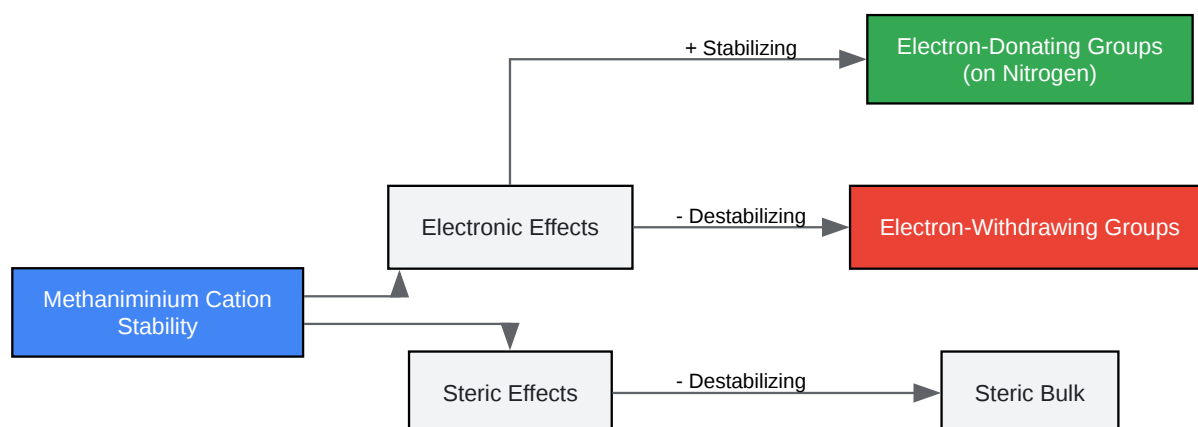 + Stabilizing
Electron-Donating Groups
(on Nitrogen)
Electronic Effects
- Destabilizing
Electron-Withdrawing Groups
Methaniminium Cation
Stability
Steric Effects
- Destabilizing
Steric Bulk